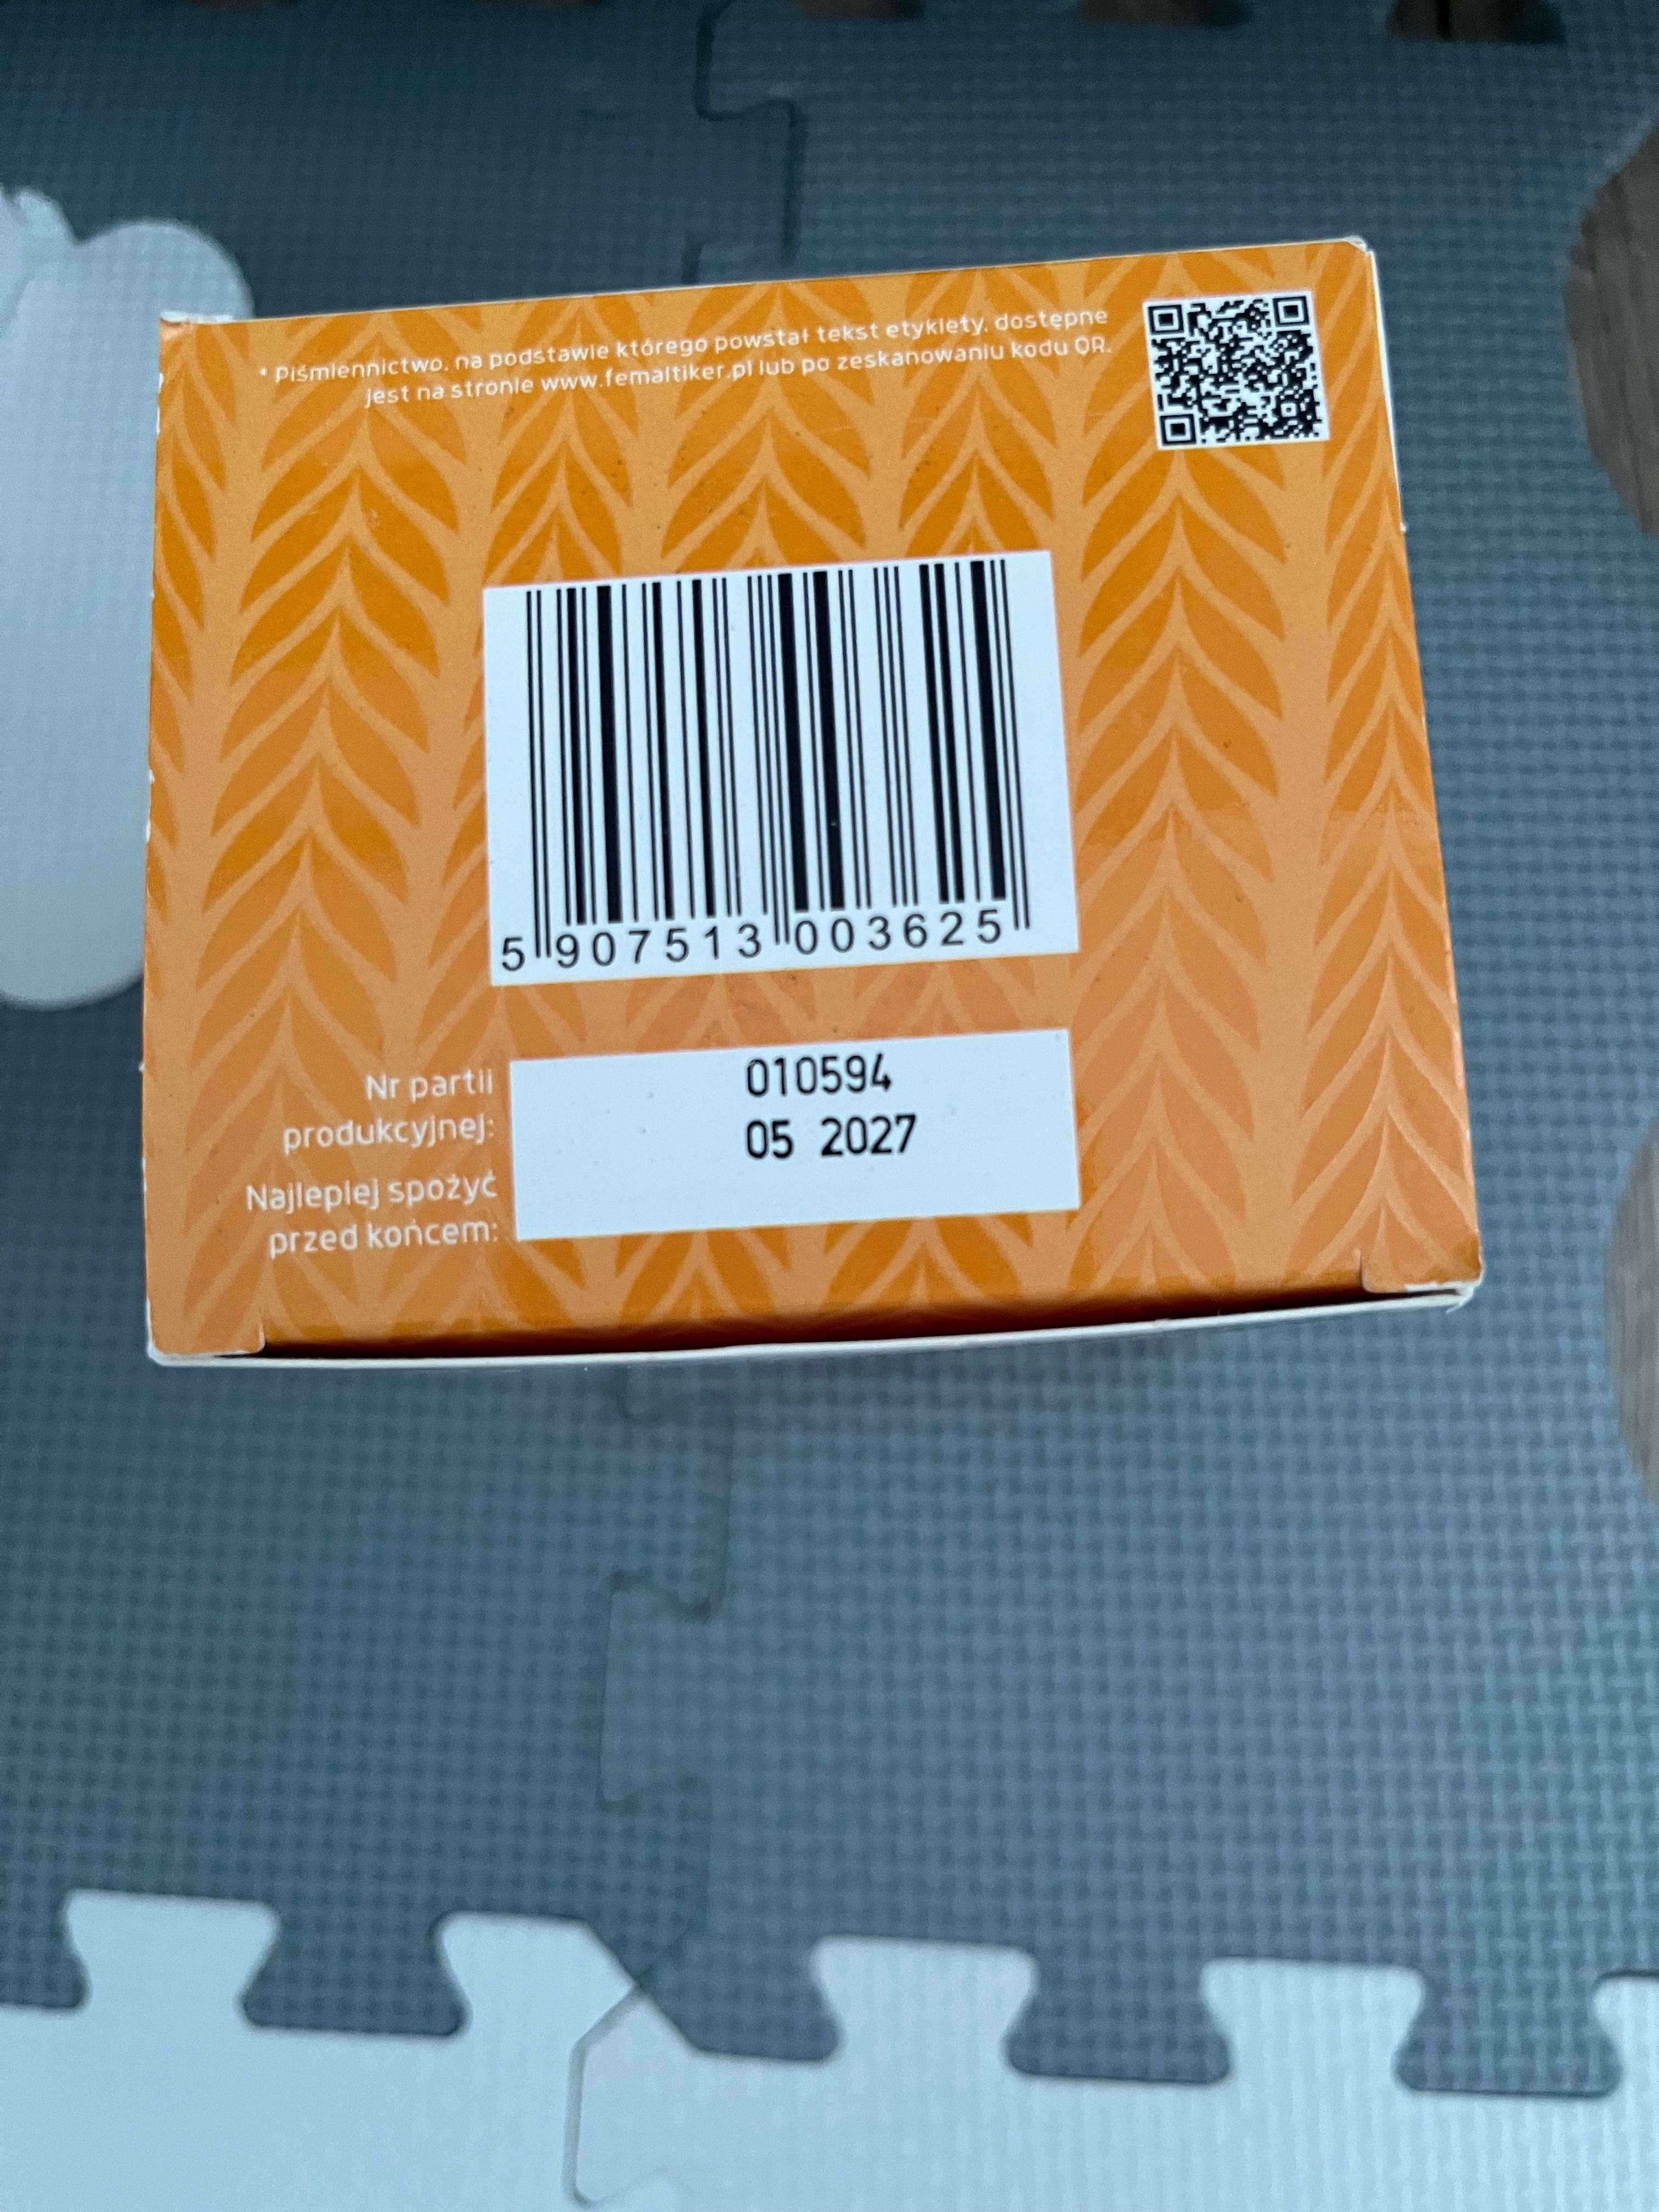 * Piśmiennictwo, na podstawie którego powstał tekst etykiety, dostępne
jest na stronie www.femaltiker.pl lub po zeskanowaniu kodu QR.
5 907513 003625
Nr partii
produkcyjnej:
010594
05 2027
Najlepiej spożyć
przed końcem: